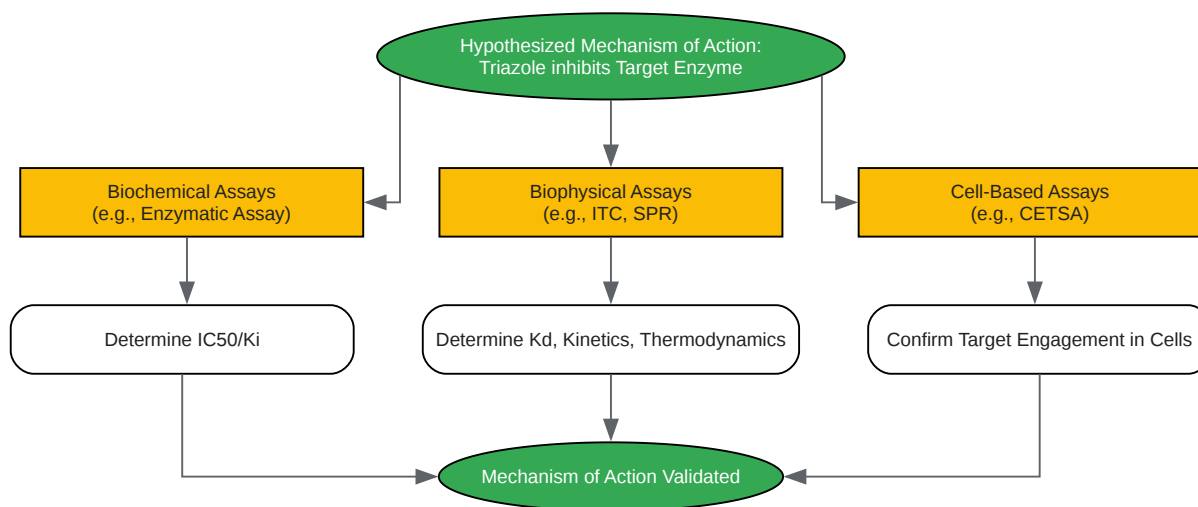 Hypothesized Mechanism of Action:
Triazole inhibits Target Enzyme
Biochemical Assays
(e.g., Enzymatic Assay)
Biophysical Assays
(e.g., ITC, SPR)
Cell-Based Assays
(e.g., CETSA)
Determine IC50/Ki
Determine Kd, Kinetics, Thermodynamics
Confirm Target Engagement in Cells
Mechanism of Action Validated